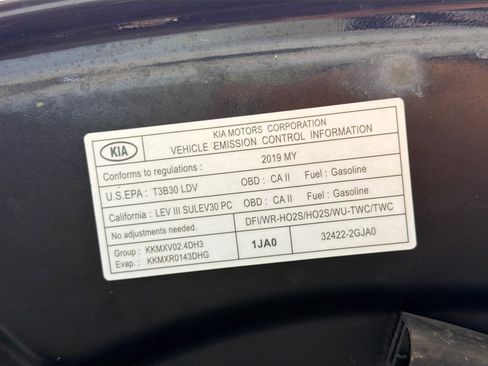 KIA
KIA MOTORS CORPORATION
VEHICLE EMISSION CONTROL INFORMATION
Conforms to regulations : 2019 MY
U.S.EPA : T3B30 LDV OBD : CA II Fuel : Gasoline
California : LEV III SULEV30 PC OBD : CA II Fuel : Gasoline
No adjustments needed. DFI/WR-HO2S/HO2S/WU-TWC/TWC
Group : KKMXV02.4DH3
Evap. : KKMXR0143DHG
1JA0 32422-2GJA0